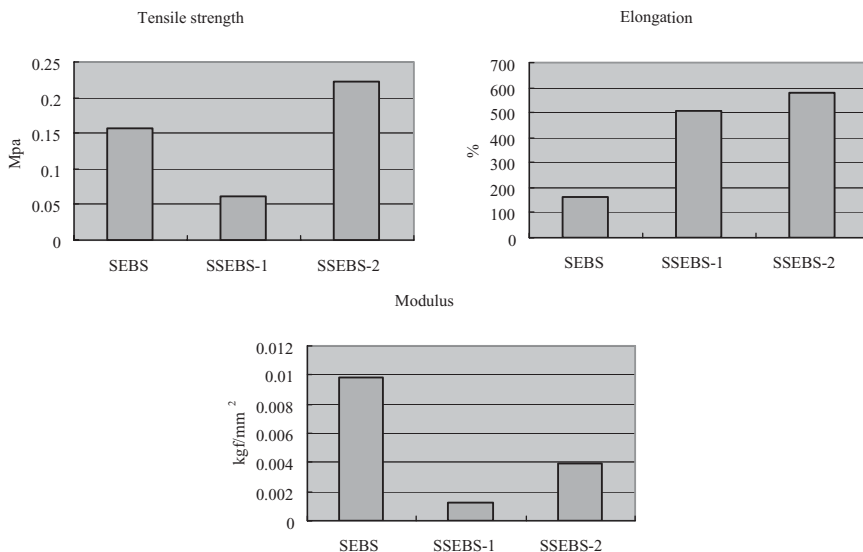 Tensile strength
0.25
0.2
0.15
0.1
0.05
0
Mpa
SEBS SSEBS-1 SSEBS-2
Elongation
700
600
500
400
300
200
100
0
%
SEBS SSEBS-1 SSEBS-2
Modulus
0.012
0.01
0.008
0.006
0.004
0.002
0
kgf/mm ²
SEBS SSEBS-1 SSEBS-2